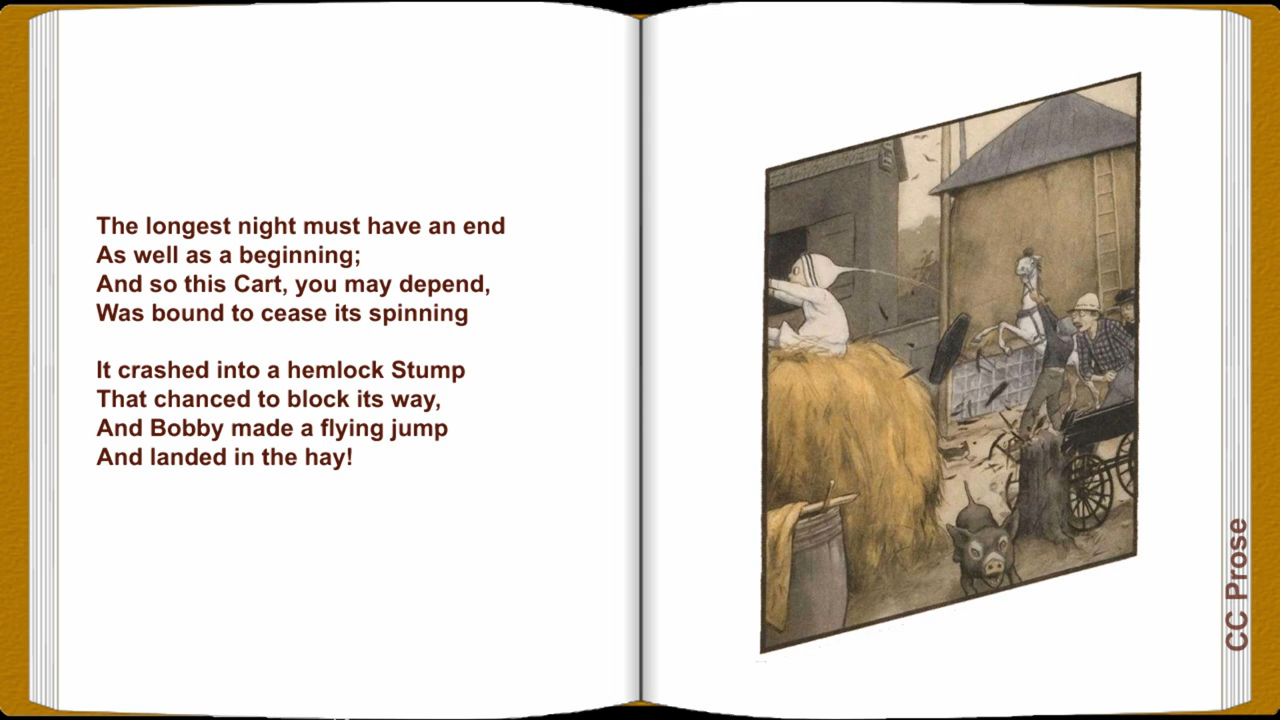 The longest night must have an end
As well as a beginning;
And so this Cart, you may depend,
Was bound to cease its spinning
It crashed into a hemlock Stump
That chanced to block its way,
And Bobby made a flying jump
And landed in the hay!
CC Prose